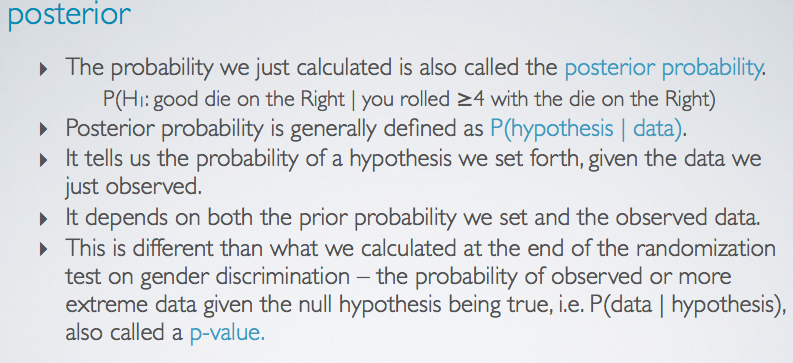 posterior
▸ The probability we just calculated is also called the posterior probability.
P(H₁: good die on the Right | you rolled ≥4 with the die on the Right)
▸ Posterior probability is generally defined as P(hypothesis | data).
▸ It tells us the probability of a hypothesis we set forth, given the data we
just observed.
▸ It depends on both the prior probability we set and the observed data.
▸ This is different than what we calculated at the end of the randomization
test on gender discrimination – the probability of observed or more
extreme data given the null hypothesis being true, i.e. P(data | hypothesis),
also called a p-value.